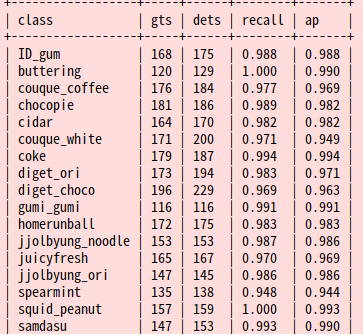 +------------------+------+------+--------+-------+
| class | gts | dets | recall | ap |
+------------------+------+------+--------+-------+
| ID_gum | 168 | 175 | 0.988 | 0.988 |
| buttering | 120 | 129 | 1.000 | 0.990 |
| couque_coffee | 176 | 184 | 0.977 | 0.969 |
| chocopie | 181 | 186 | 0.989 | 0.982 |
| cidar | 164 | 170 | 0.982 | 0.982 |
| couque_white | 171 | 200 | 0.971 | 0.949 |
| coke | 179 | 187 | 0.994 | 0.994 |
| diget_ori | 173 | 194 | 0.983 | 0.971 |
| diget_choco | 196 | 229 | 0.969 | 0.963 |
| gumi_gumi | 116 | 116 | 0.991 | 0.991 |
| homerunball | 172 | 175 | 0.983 | 0.983 |
| jjolbyung_noodle | 153 | 153 | 0.987 | 0.986 |
| juicyfresh | 165 | 167 | 0.970 | 0.969 |
| jjolbyung_ori | 147 | 145 | 0.986 | 0.986 |
| spearmint | 135 | 138 | 0.948 | 0.944 |
| squid_peanut | 157 | 159 | 1.000 | 0.993 |
| samdasu | 147 | 153 | 0.993 | 0.990 |